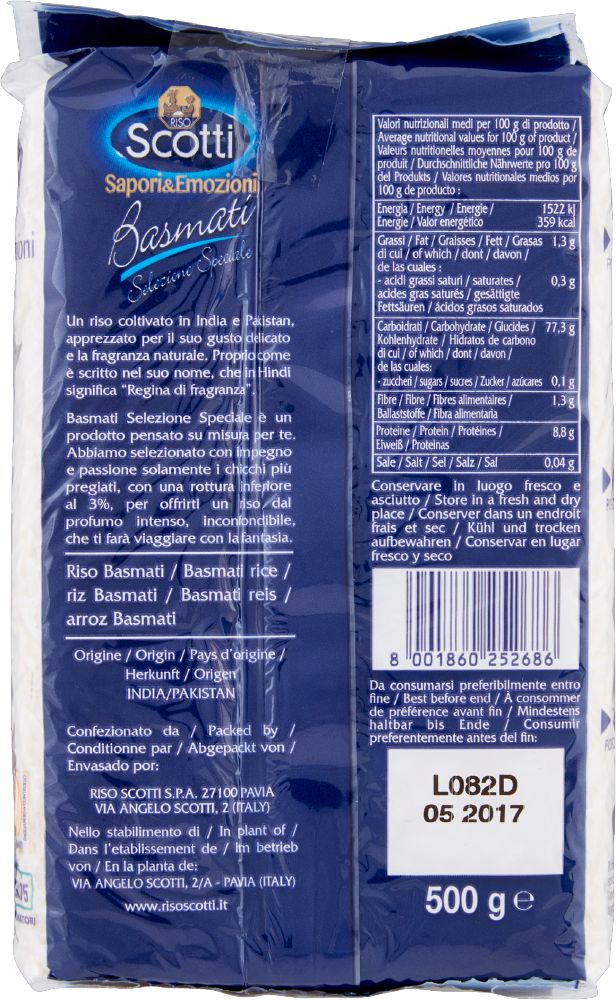 RISO
Scotti
Sapori&Emozioni
Basmati
Selezione Speciale
Un riso coltivato in India e Pakistan,
apprezzato per il suo gusto delicato
e la fragranza naturale. Proprio come
è scritto nel suo nome, che in Hindi
significa “Regina di fragranza”.
Basmati Selezione Speciale è un
prodotto pensato su misura per te.
Abbiamo selezionato con impegno
e passione solamente i chicchi più
pregiati, con una rottura inferiore
al 3%, per offrirti un riso dal
profumo intenso, inconfondibile,
che ti farà viaggiare con la fantasia.
Riso Basmati / Basmati rice /
riz Basmati / Basmati reis /
arroz Basmati
Origine / Origin / Pays d'origine /
Herkunft / Origen
INDIA/PAKISTAN
Confezionato da / Packed by /
Conditionne par / Abgepackt von /
Envasado por:
RISO SCOTTI S.P.A. 27100 PAVIA
VIA ANGELO SCOTTI, 2 (ITALY)
Nello stabilimento di / In plant of /
Dans l'etablissement de / Im betrieb
von / En la planta de:
VIA ANGELO SCOTTI, 2/A - PAVIA (ITALY)
www.risoscotti.it
Valori nutrizionali medi per 100 g di prodotto /
Average nutritional values for 100 g of product /
Valeurs nutritionelles moyennes pour 100 g de
produit / Durchschnittliche Nährwerte pro 100 g
del Produkts / Valores nutritionales medios por
100 g de producto :
Energia / Energy / Energie / 1522 kJ
Energie / Valor energético 359 kcal
Grassi / Fat / Graisses / Fett / Grasas 1,3 g
di cui / of which / dont / davon /
de las cuales :
- acidi grassi saturi / saturates / 0,3 g
acides gras saturés / gesättigte
Fettsäuren / ácidos grasos saturados
Carboidrati / Carbohydrate / Glucides / 77,3 g
Kohlenhydrate / Hidratos de carbono
di cui / of which / dont / davon /
de las cuales:
- zuccheri / sugars / sucres / Zucker / azúcares 0,1 g
Fibre / Fibre / Fibres alimentaires / 1,3 g
Ballaststoffe / Fibra alimentaria
Proteine / Protein / Protéines / 8,8 g
Eiweiß / Proteinas
Sale / Salt / Sel / Salz / Sal 0,04 g
Conservare in luogo fresco e
asciutto / Store in a fresh and dry
place / Conserver dans un endroit
frais et sec / Kühl und trocken
aufbewahren / Conservar en lugar
fresco y seco
8 001860 252686
Da consumarsi preferibilmente entro
fine / Best before end / À consommer
de préférence avant fin / Mindestens
haltbar bis Ende / Consumir
preferentemente antes del fin:
L082D
05 2017
500 g ℮